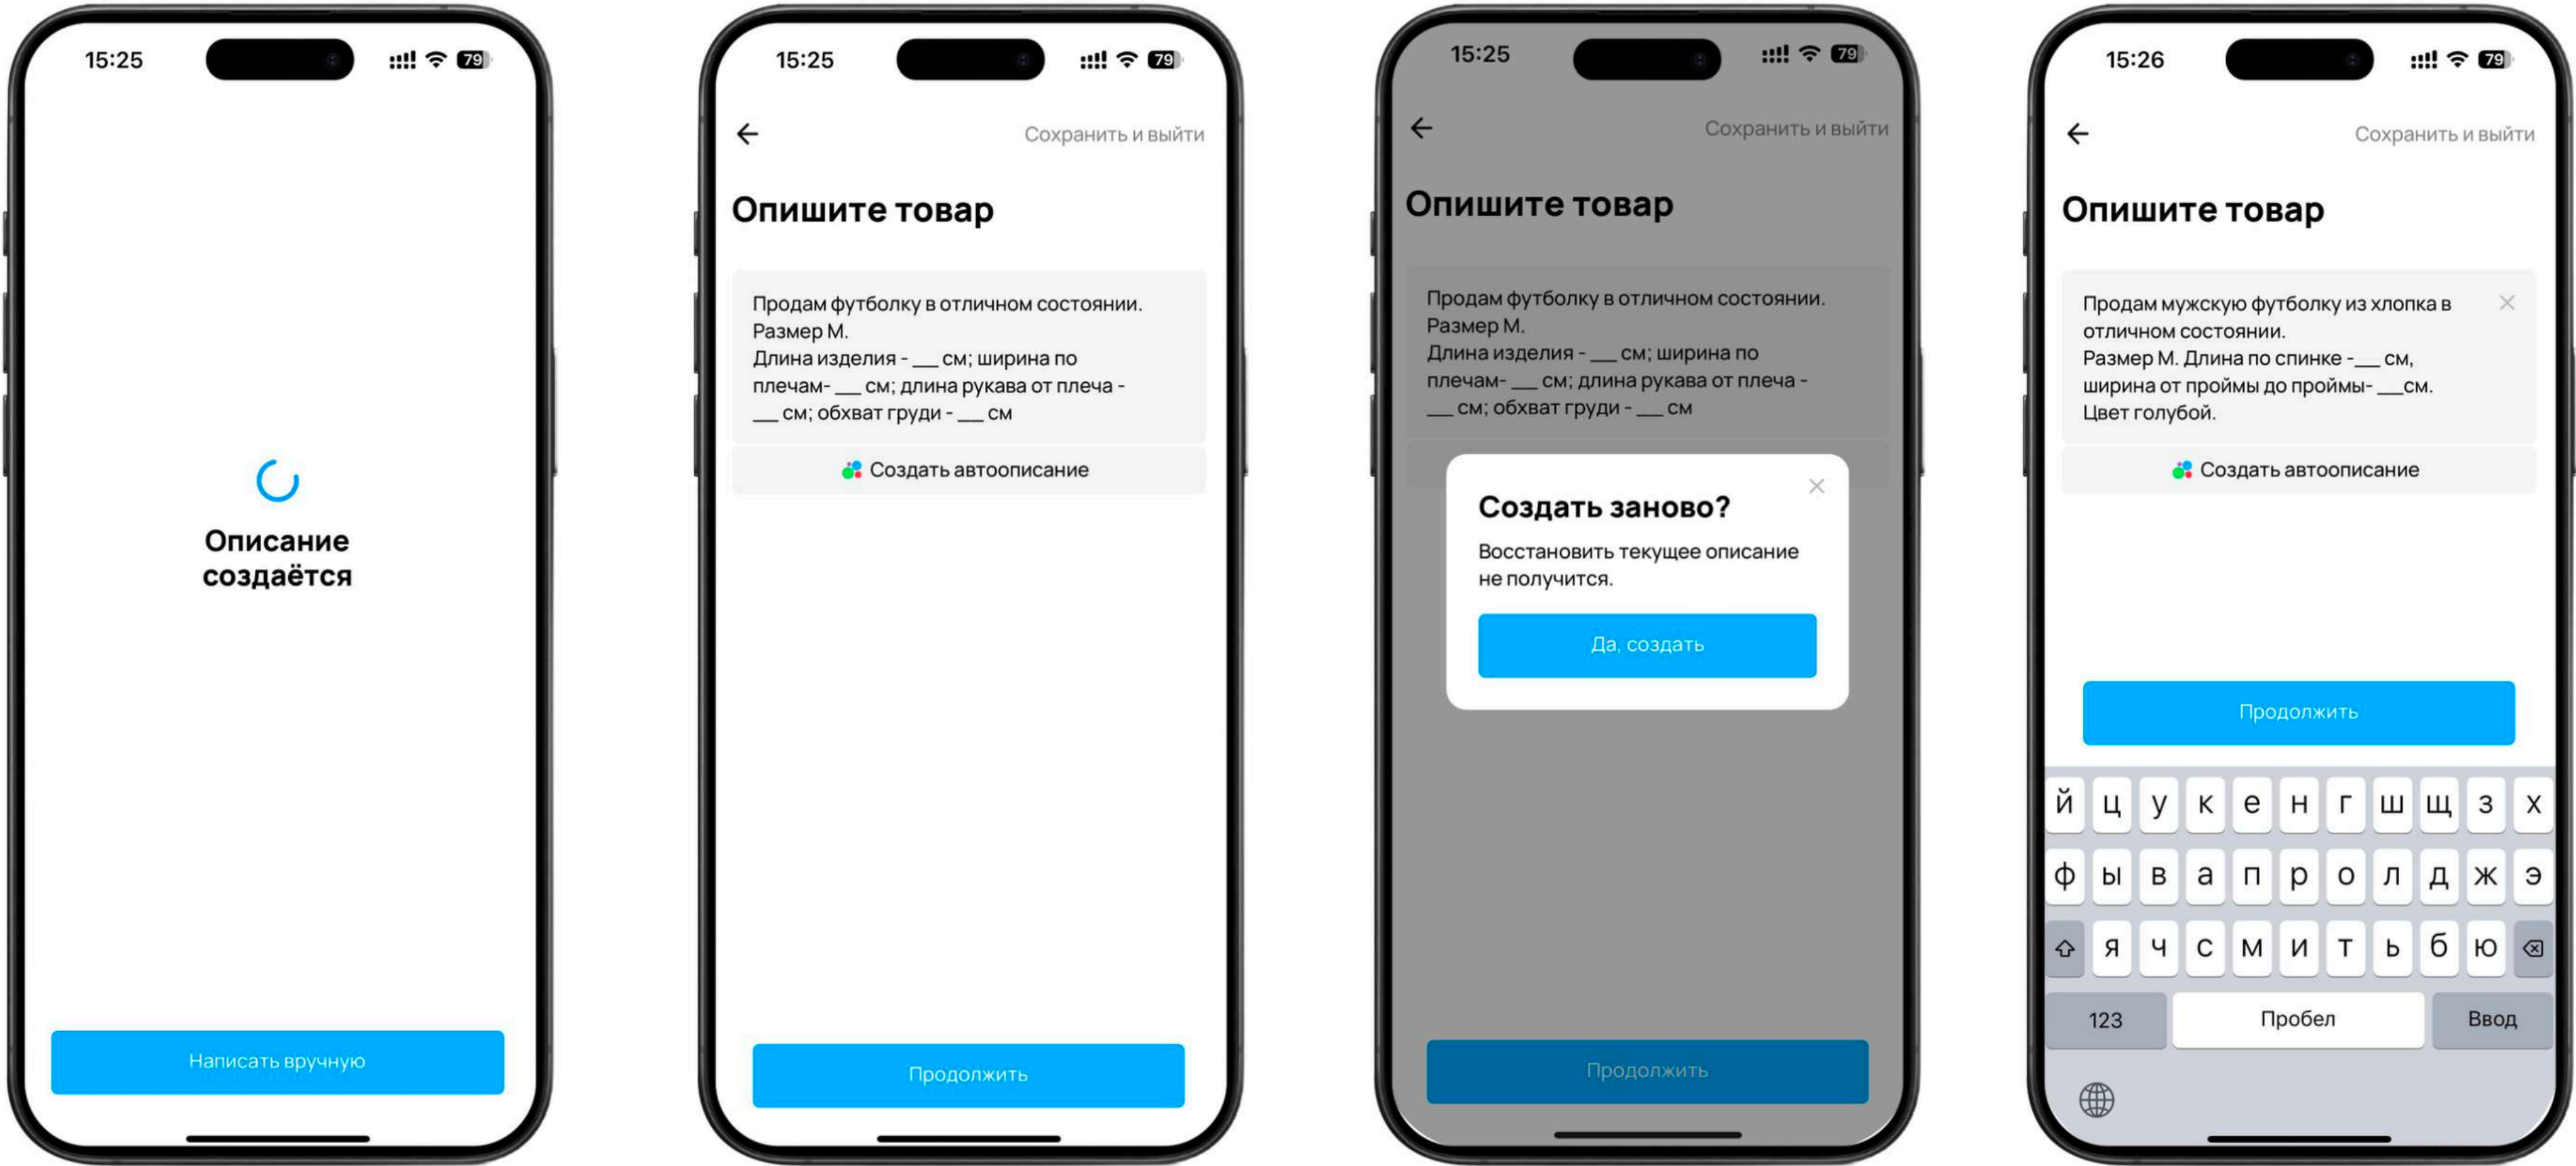 15:25
79
Описание
создаётся
Написать вручную
15:25
79
Сохранить и выйти
Опишите товар
Продам футболку в отличном состоянии.
Размер М.
Длина изделия - __ см; ширина по
плечам- __ см; длина рукава от плеча -
__ см; обхват груди - __ см
Создать автоописание
Продолжить
15:25
79
Сохранить и выйти
Опишите товар
Продам футболку в отличном состоянии.
Размер М.
Длина изделия - __ см; ширина по
плечам- __ см; длина рукава от плеча -
__ см; обхват груди - __ см
Создать заново?
Восстановить текущее описание
не получится.
Да, создать
Продолжить
15:26
79
Сохранить и выйти
Опишите товар
Продам мужскую футболку из хлопка в
отличном состоянии.
Размер М. Длина по спинке -__ см,
ширина от проймы до проймы- __см.
Цвет голубой.
Создать автоописание
Продолжить
й ц у к е н г ш щ з х
ф ы в а п р о л д ж э
я ч с м и т ь б ю
123 Пробел Ввод